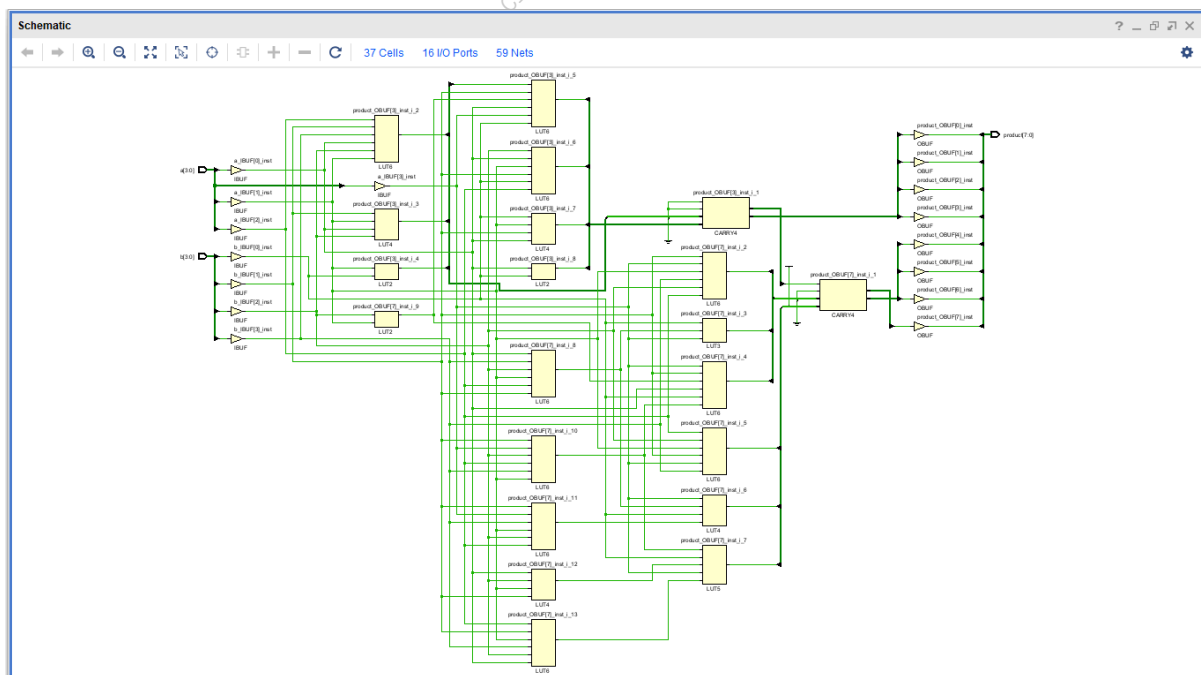 Schematic
37 Cells
16 I/O Ports
59 Nets
a[3:0]
b[3:0]
a_IBUF[0]_inst
IBUF
a_IBUF[1]_inst
IBUF
a_IBUF[2]_inst
IBUF
b_IBUF[0]_inst
IBUF
b_IBUF[1]_inst
IBUF
b_IBUF[2]_inst
IBUF
b_IBUF[3]_inst
IBUF
product_OBUF[3]_inst_i_2
LUT6
a_IBUF[3]_inst
IBUF
product_OBUF[3]_inst_i_3
LUT4
product_OBUF[3]_inst_i_4
LUT2
product_OBUF[7]_inst_i_9
LUT2
product_OBUF[3]_inst_i_5
LUT6
product_OBUF[3]_inst_i_6
LUT6
product_OBUF[3]_inst_i_7
LUT4
product_OBUF[3]_inst_i_8
LUT2
product_OBUF[7]_inst_i_8
LUT6
product_OBUF[7]_inst_i_10
LUT6
product_OBUF[7]_inst_i_11
LUT6
product_OBUF[7]_inst_i_12
LUT4
product_OBUF[7]_inst_i_13
LUT6
product_OBUF[3]_inst_i_1
CARRY4
product_OBUF[7]_inst_i_2
LUT6
product_OBUF[7]_inst_i_3
LUT3
product_OBUF[7]_inst_i_4
LUT6
product_OBUF[7]_inst_i_5
LUT6
product_OBUF[7]_inst_i_6
LUT4
product_OBUF[7]_inst_i_7
LUT5
product_OBUF[7]_inst_i_1
CARRY4
product_OBUF[0]_inst
OBUF
product_OBUF[1]_inst
OBUF
product_OBUF[2]_inst
OBUF
product_OBUF[3]_inst
OBUF
product_OBUF[4]_inst
OBUF
product_OBUF[5]_inst
OBUF
product_OBUF[6]_inst
OBUF
product_OBUF[7]_inst
OBUF
product[7:0]